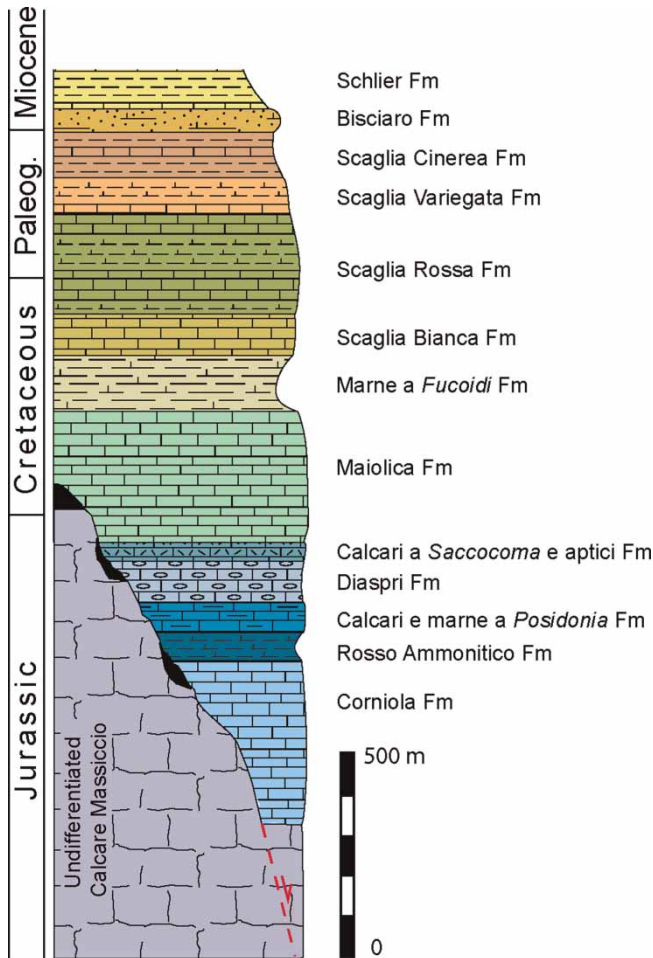 Miocene
Paleog.
Cretaceous
Jurassic
Schlier Fm
Bisciaro Fm
Scaglia Cinerea Fm
Scaglia Variegata Fm
Scaglia Rossa Fm
Scaglia Bianca Fm
Marne a Fucoidi Fm
Maiolica Fm
Calcari a Saccocoma e aptici Fm
Diaspri Fm
Calcari e marne a Posidonia Fm
Rosso Ammonitico Fm
Corniola Fm
Undifferentiated
Calcare Massiccio
500 m
0